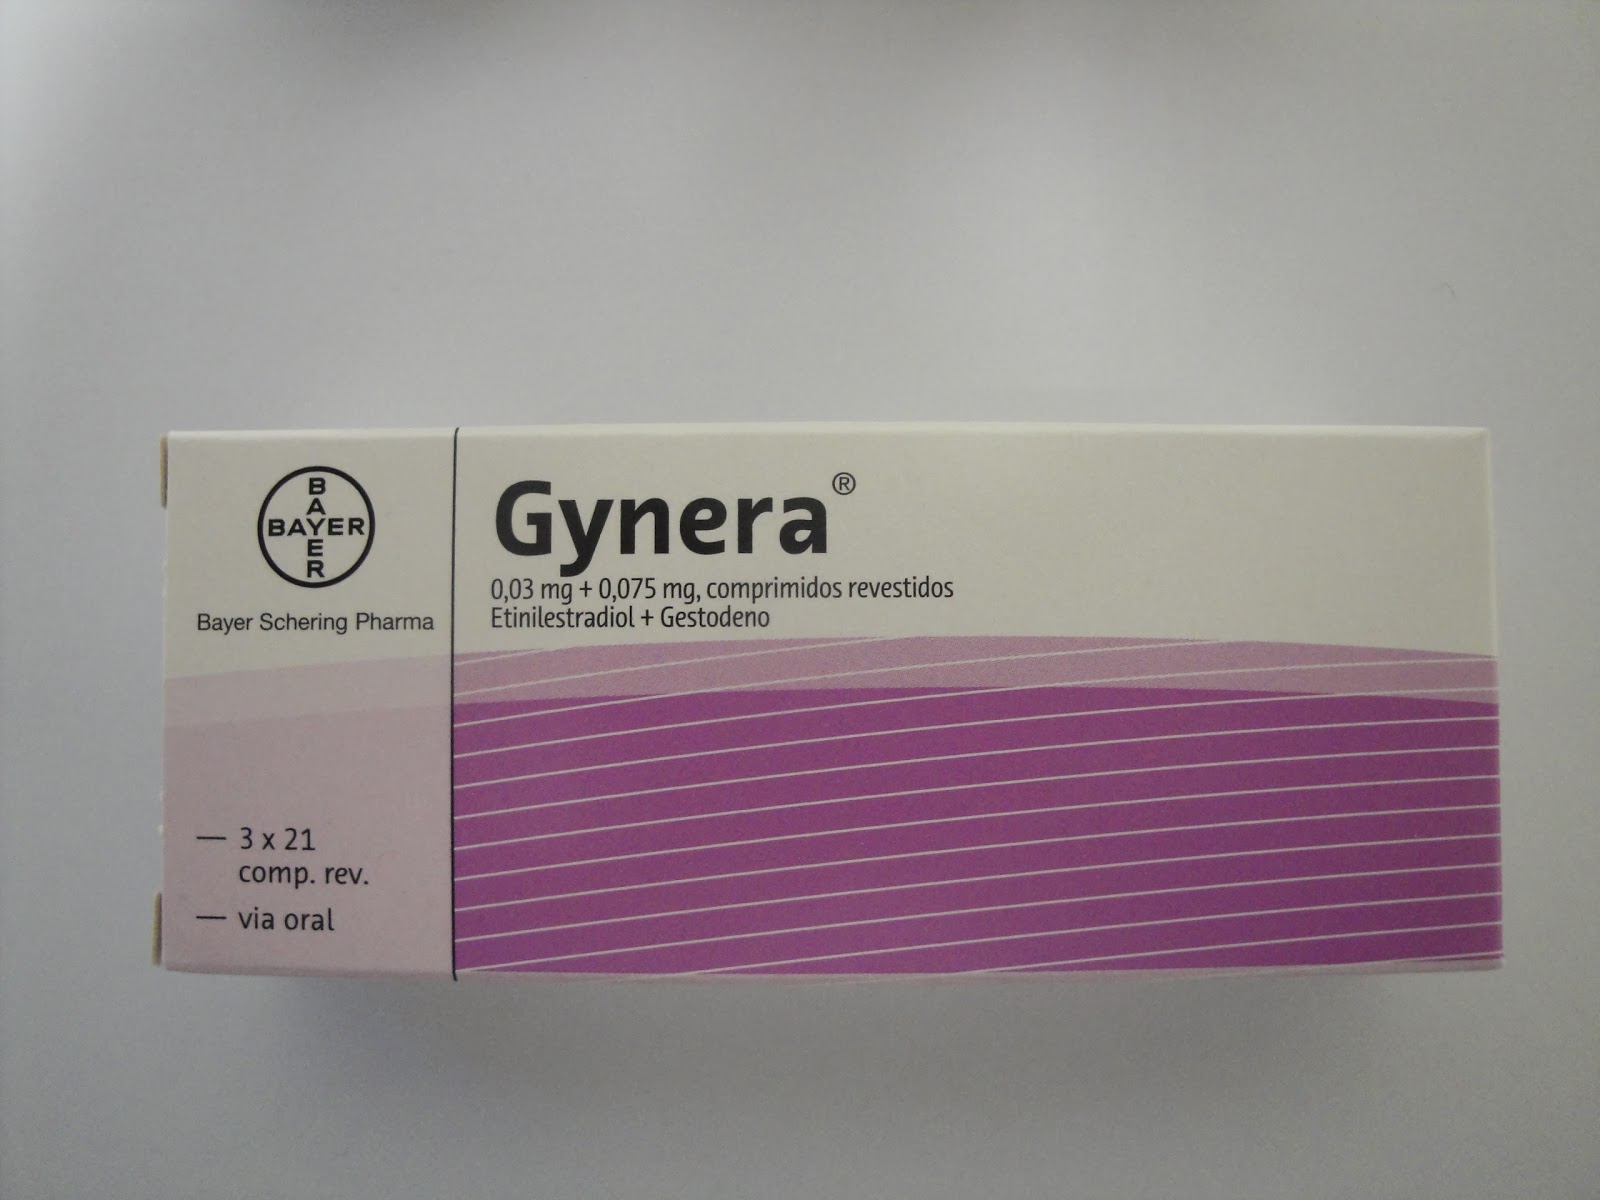 BAYER
BAYER
Bayer Schering Pharma
Gynera®
0,03 mg + 0,075 mg, comprimidos revestidos
Etinilestradiol + Gestodeno
— 3 x 21
comp. rev.
— via oral